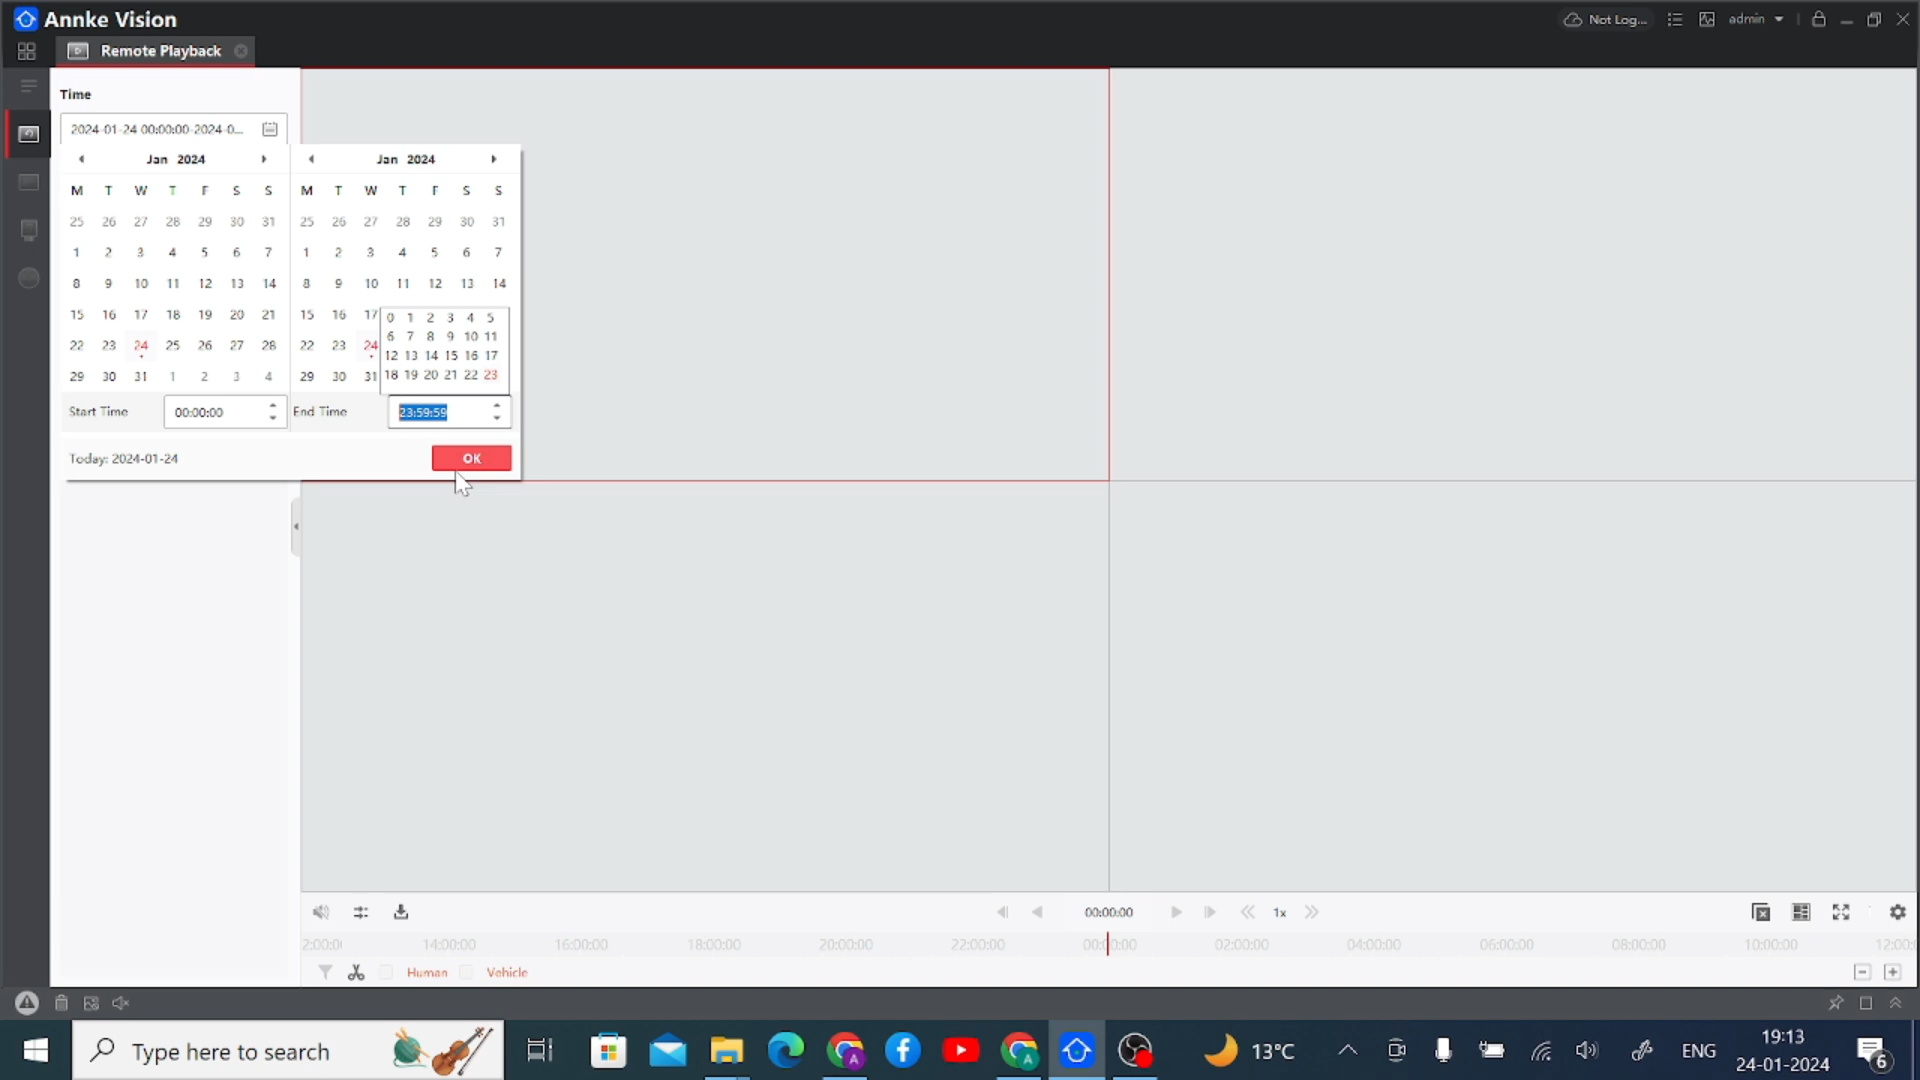 Annke Vision
Not Log...
admin
Remote Playback
Time
2024-01-24 00:00:00-2024-0...
Jan 2024
Jan 2024
M T W T F S S
M T W T F S S
25 26 27 28 29 30 31
25 26 27 28 29 30 31
1 2 3 4 5 6 7
1 2 3 4 5 6 7
8 9 10 11 12 13 14
8 9 10 11 12 13 14
15 16 17 18 19 20 21
15 16 17
0 1 2 3 4 5
6 7 8 9 10 11
22 23 24 25 26 27 28
22 23 24
12 13 14 15 16 17
29 30 31 1 2 3 4
29 30 31
18 19 20 21 22 23
Start Time 00:00:00
End Time 23:59:59
Today: 2024-01-24
OK
00:00:00
1x
2:00:0
14:00:00 16:00:00 18:00:00 20:00:00 22:00:00 00:00:00 02:00:00 04:00:00 06:00:00 08:00:00 10:00:00 12:00:
Human Vehicle
Type here to search
A
A
13°C
ENG
19:13
24-01-2024
6